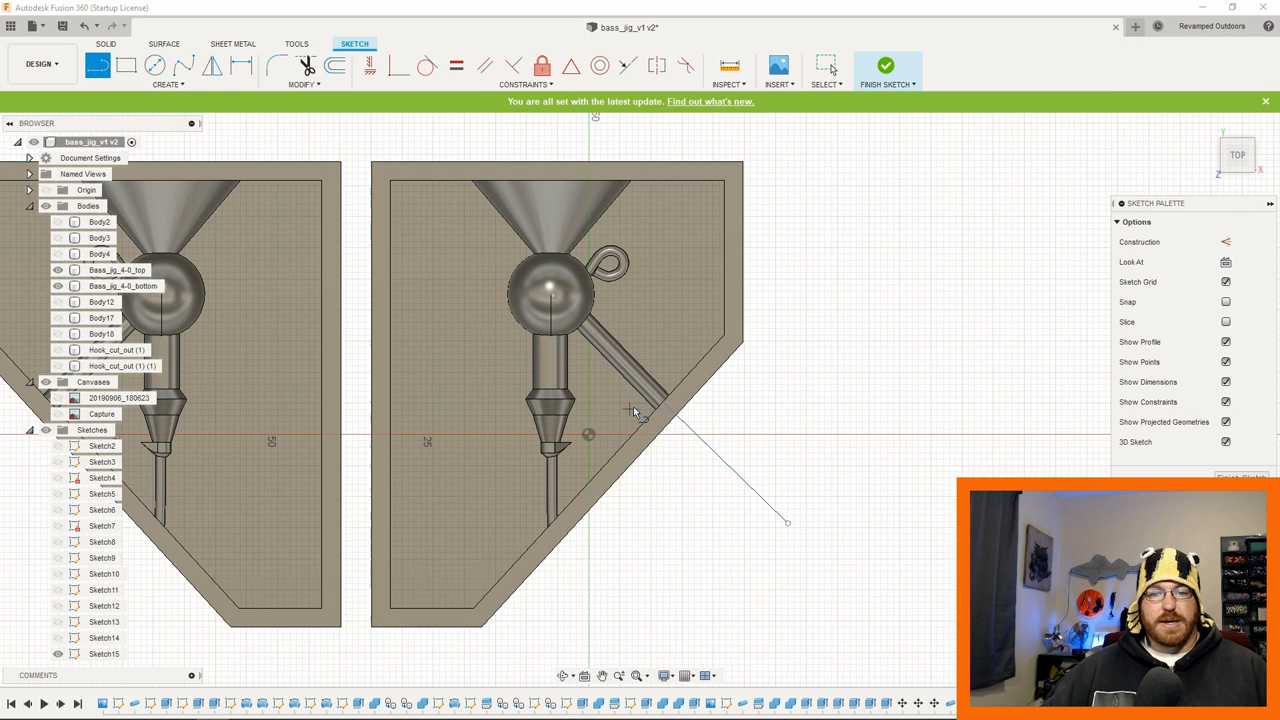 Autodesk Fusion 360 (Startup License)
bass_jig_v1 v2*
Revamped Outdoors
DESIGN
SOLID
SURFACE
SHEET METAL
TOOLS
SKETCH
CREATE
MODIFY
CONSTRAINTS
INSPECT
INSERT
SELECT
FINISH SKETCH
You are all set with the latest update. Find out what's new.
BROWSER
bass_jig_v1 v2
Document Settings
Named Views
Origin
Bodies
Body2
Body3
Body4
Bass_jig_4-0_top
Bass_jig_4-0_bottom
Body12
Body17
Body18
Hook_cut_out (1)
Hook_cut_out (1) (1)
Canvases
20190906_180623
Capture
Sketches
Sketch2
Sketch3
Sketch4
Sketch5
Sketch6
Sketch7
Sketch8
Sketch9
Sketch10
Sketch11
Sketch12
Sketch13
Sketch14
Sketch15
COMMENTS
50
25
50
TOP
Y
X
Z
SKETCH PALETTE
Options
Construction
Look At
Sketch Grid
Snap
Slice
Show Profile
Show Points
Show Dimensions
Show Constraints
Show Projected Geometries
3D Sketch
Finish Sketch